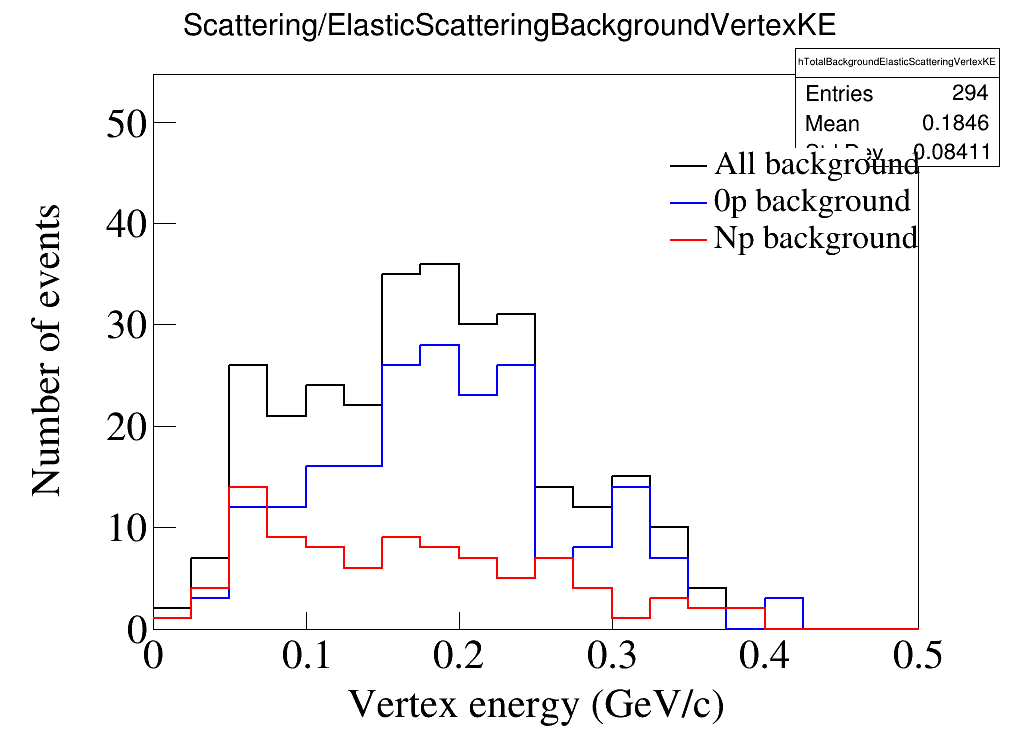 Scattering/ElasticScatteringBackgroundVertexKE
hTotalBackgroundElasticScatteringVertexKE
Entries 294
Mean 0.1846
0.08411
All background
0p background
Np background
Number of events
50
40
30
20
10
0
0 0.1 0.2 0.3 0.4 0.5
Vertex energy (GeV/c)